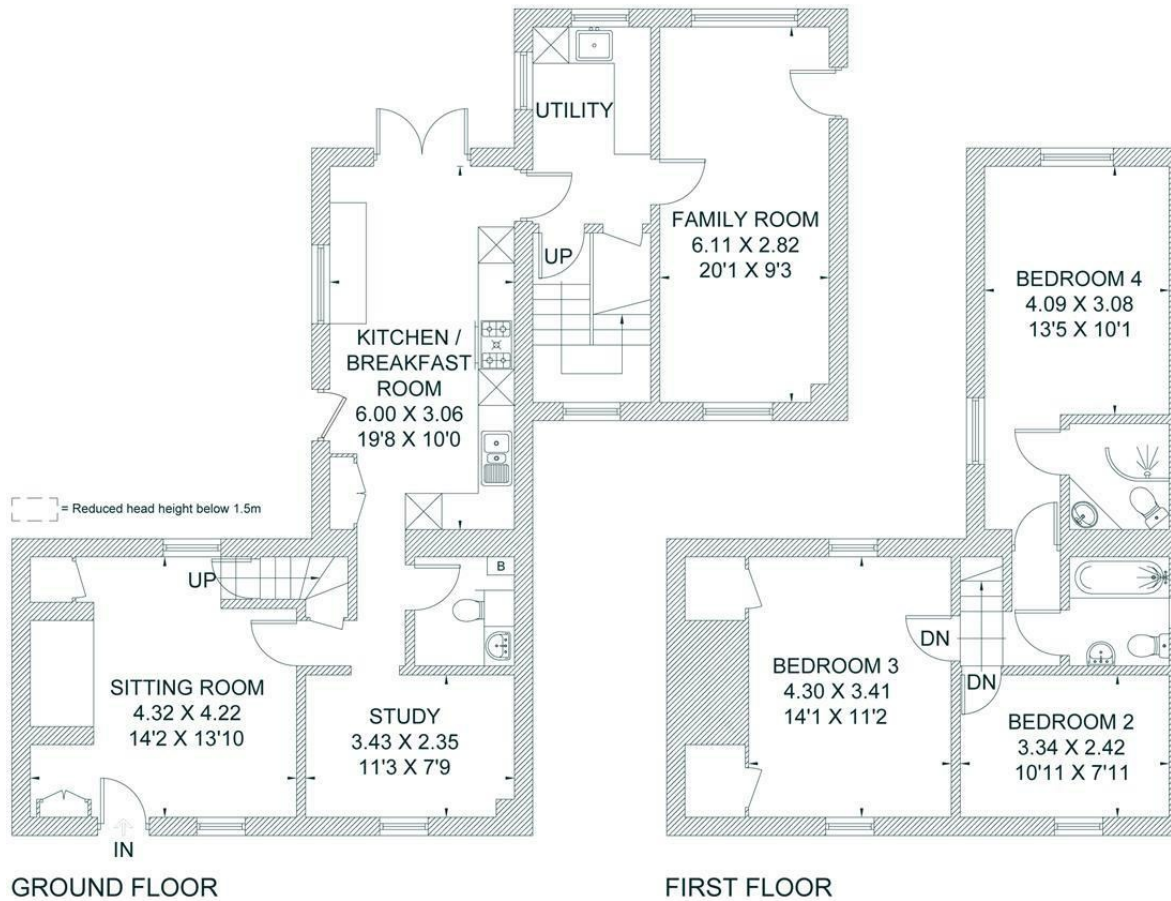 UTILITY
UP
FAMILY ROOM
6.11 X 2.82
20'1 X 9'3
KITCHEN /
BREAKFAST
ROOM
6.00 X 3.06
19'8 X 10'0
= Reduced head height below 1.5m
UP
B
SITTING ROOM
4.32 X 4.22
14'2 X 13'10
STUDY
3.43 X 2.35
11'3 X 7'9
IN
GROUND FLOOR
BEDROOM 4
4.09 X 3.08
13'5 X 10'1
DN
BEDROOM 3
4.30 X 3.41
14'1 X 11'2
DN
BEDROOM 2
3.34 X 2.42
10'11 X 7'11
FIRST FLOOR